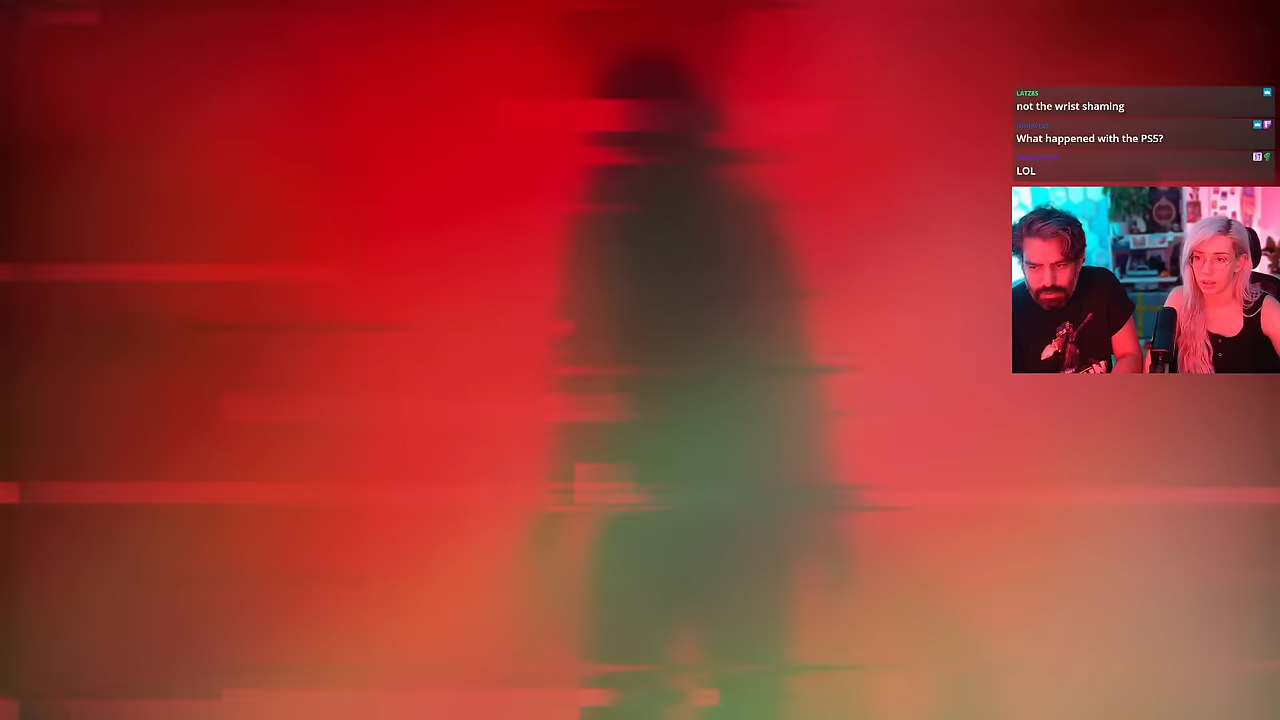 LATZ85
not the wrist shaming
What happened with the PS5?
LOL